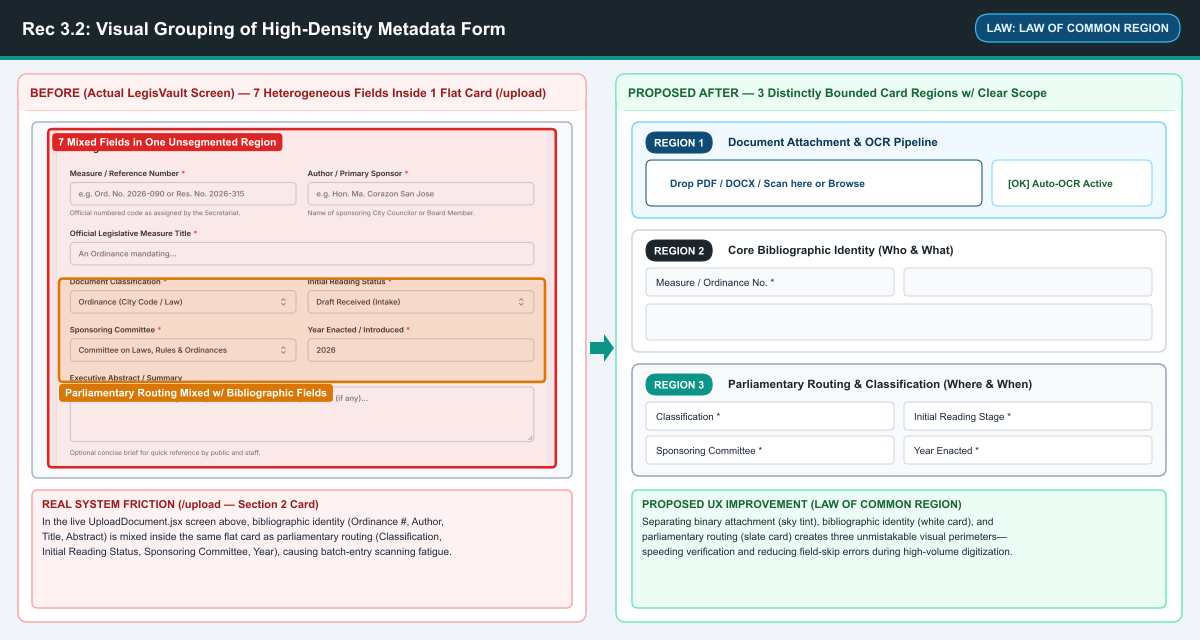 Rec 3.2: Visual Grouping of High-Density Metadata Form
LAW: LAW OF COMMON REGION
BEFORE (Actual LegisVault Screen) — 7 Heterogeneous Fields Inside 1 Flat Card (/upload)
7 Mixed Fields in One Unsegmented Region
Measure / Reference Number *
Author / Primary Sponsor *
e.g. Ord. No. 2026-090 or Res. No. 2026-315
e.g. Hon. Ma. Corazon San Jose
Official numbered code as assigned by the Secretariat.
Name of sponsoring City Councilor or Board Member.
Official Legislative Measure Title *
An Ordinance mandating...
Document Classification *
Initial Reading Status *
Ordinance (City Code / Law)
Draft Received (Intake)
Sponsoring Committee *
Year Enacted / Introduced *
Committee on Laws, Rules & Ordinances
2026
Executive Abstract / Summary
Parliamentary Routing Mixed w/ Bibliographic Fields
(if any)...
Optional concise brief for quick reference by public and staff.
REAL SYSTEM FRICTION (/upload — Section 2 Card)
In the live UploadDocument.jsx screen above, bibliographic identity (Ordinance #, Author,
Title, Abstract) is mixed inside the same flat card as parliamentary routing (Classification,
Initial Reading Status, Sponsoring Committee, Year), causing batch-entry scanning fatigue.
PROPOSED AFTER — 3 Distinctly Bounded Card Regions w/ Clear Scope
REGION 1
Document Attachment & OCR Pipeline
Drop PDF / DOCX / Scan here or Browse
[OK] Auto-OCR Active
REGION 2
Core Bibliographic Identity (Who & What)
Measure / Ordinance No. *
REGION 3
Parliamentary Routing & Classification (Where & When)
Classification *
Initial Reading Stage *
Sponsoring Committee *
Year Enacted *
PROPOSED UX IMPROVEMENT (LAW OF COMMON REGION)
Separating binary attachment (sky tint), bibliographic identity (white card), and
parliamentary routing (slate card) creates three unmistakable visual perimeters—
speeding verification and reducing field-skip errors during high-volume digitization.